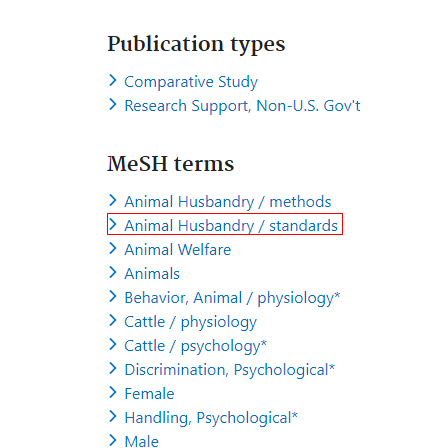 Publication types
Comparative Study
Research Support, Non-U.S. Gov't
MeSH terms
Animal Husbandry / methods
Animal Husbandry / standards
Animal Welfare
Animals
Behavior, Animal / physiology*
Cattle / physiology
Cattle / psychology*
Discrimination, Psychological*
Female
Handling, Psychological*
Male